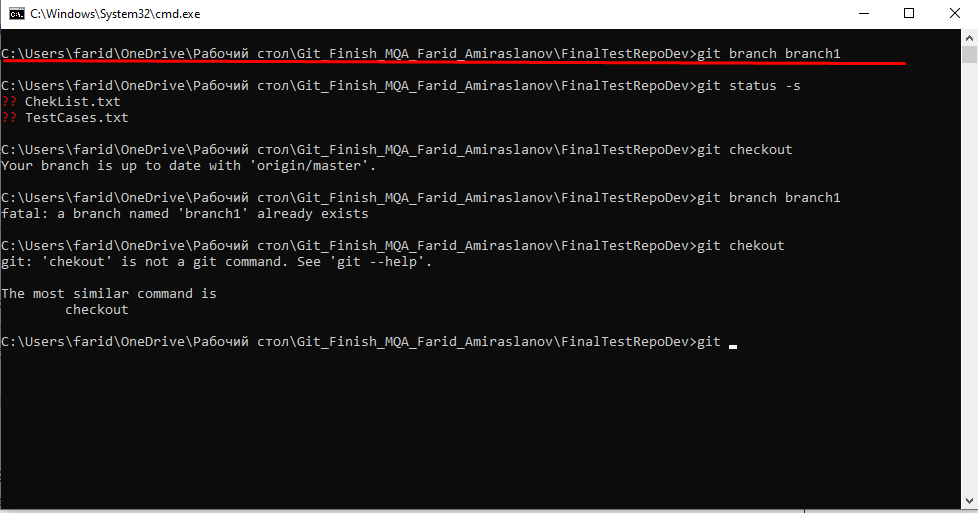 C:\Windows\System32\cmd.exe
C:\Users\farid\OneDrive\Рабочий стол\Git_Finish_MQA_Farid_Amiraslanov\FinalTestRepoDev>git branch branch1
C:\Users\farid\OneDrive\Рабочий стол\Git_Finish_MQA_Farid_Amiraslanov\FinalTestRepoDev>git status -s
?? ChekList.txt
?? TestCases.txt
C:\Users\farid\OneDrive\Рабочий стол\Git_Finish_MQA_Farid_Amiraslanov\FinalTestRepoDev>git checkout
Your branch is up to date with 'origin/master'.
C:\Users\farid\OneDrive\Рабочий стол\Git_Finish_MQA_Farid_Amiraslanov\FinalTestRepoDev>git branch branch1
fatal: a branch named 'branch1' already exists
C:\Users\farid\OneDrive\Рабочий стол\Git_Finish_MQA_Farid_Amiraslanov\FinalTestRepoDev>git chekout
git: 'chekout' is not a git command. See 'git --help'.
The most similar command is
checkout
C:\Users\farid\OneDrive\Рабочий стол\Git_Finish_MQA_Farid_Amiraslanov\FinalTestRepoDev>git